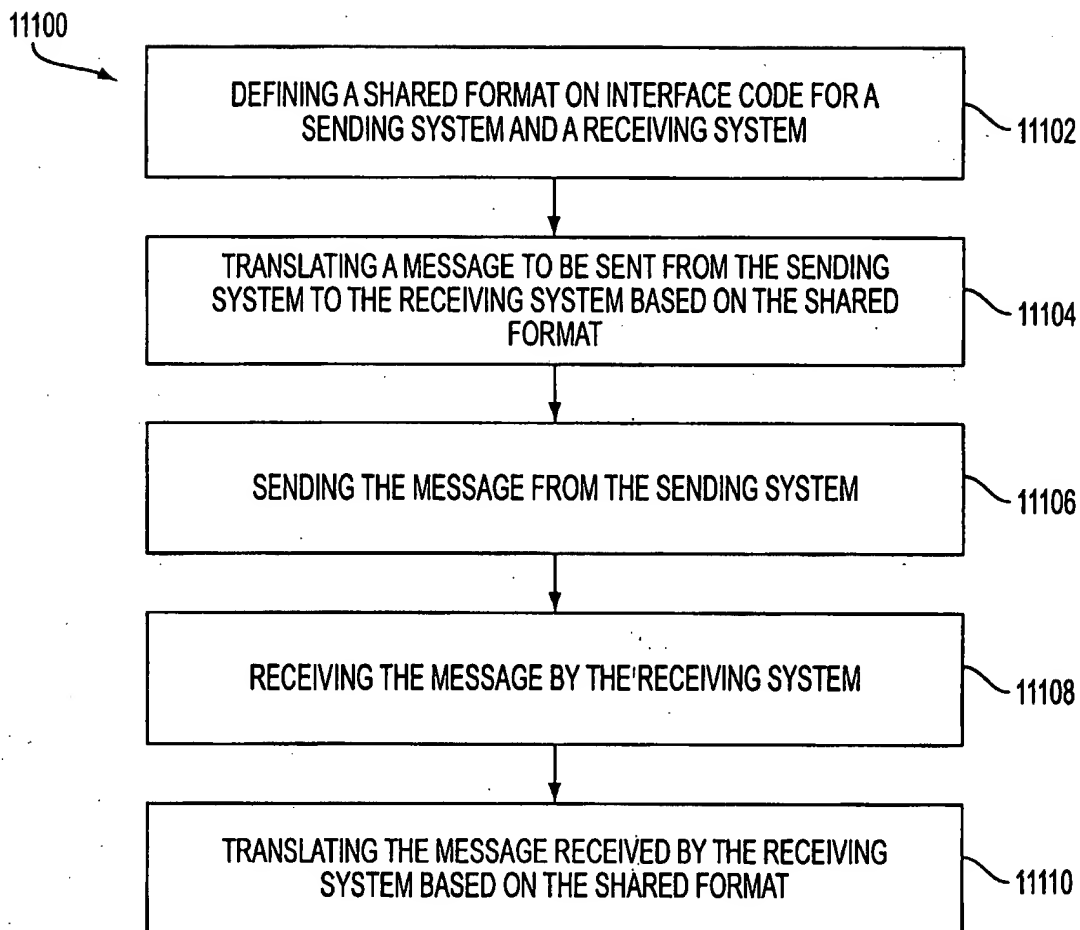 11100
DEFINING A SHARED FORMAT ON INTERFACE CODE FOR A
SENDING SYSTEM AND A RECEIVING SYSTEM
11102
TRANSLATING A MESSAGE TO BE SENT FROM THE SENDING
SYSTEM TO THE RECEIVING SYSTEM BASED ON THE SHARED
FORMAT
11104
SENDING THE MESSAGE FROM THE SENDING SYSTEM
11106
RECEIVING THE MESSAGE BY THE RECEIVING SYSTEM
11108
TRANSLATING THE MESSAGE RECEIVED BY THE RECEIVING
SYSTEM BASED ON THE SHARED FORMAT
11110